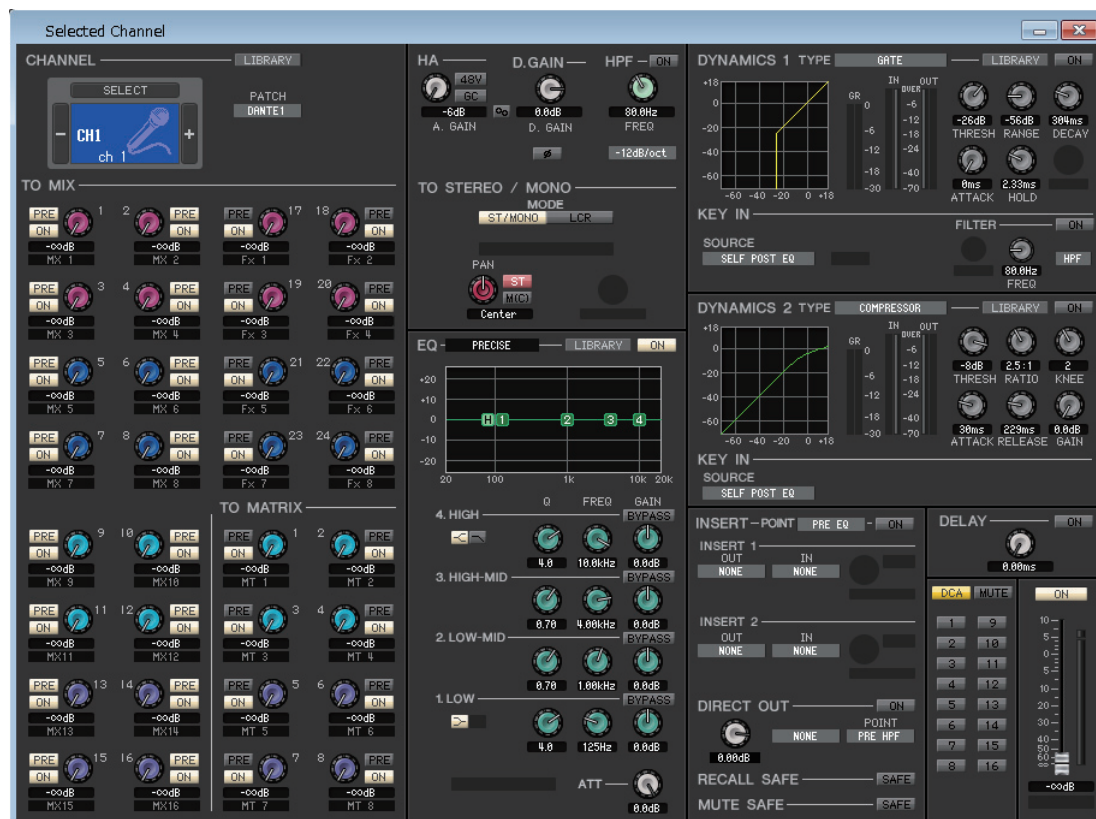 Selected Channel
CHANNEL
LIBRARY
SELECT
−
CH1
ch 1
+
PATCH
DANTE1
TO MIX
PRE 1 2 PRE PRE 17 18 PRE
ON ON ON ON
-∞dB -∞dB -∞dB -∞dB
MX 1 MX 2 Fx 1 Fx 2
PRE 3 4 PRE PRE 19 20 PRE
ON ON ON ON
-∞dB -∞dB -∞dB -∞dB
MX 3 MX 4 Fx 3 Fx 4
PRE 5 6 PRE PRE 21 22 PRE
ON ON ON ON
-∞dB -∞dB -∞dB -∞dB
MX 5 MX 6 Fx 5 Fx 6
PRE 7 8 PRE PRE 23 24 PRE
ON ON ON ON
-∞dB -∞dB -∞dB -∞dB
MX 7 MX 8 Fx 7 Fx 8
TO MATRIX
PRE 9 10 PRE PRE 1 2 PRE
ON ON ON ON
-∞dB -∞dB -∞dB -∞dB
MX 9 MX10 MT 1 MT 2
PRE 11 12 PRE PRE 3 4 PRE
ON ON ON ON
-∞dB -∞dB -∞dB -∞dB
MX11 MX12 MT 3 MT 4
PRE 13 14 PRE PRE 5 6 PRE
ON ON ON ON
-∞dB -∞dB -∞dB -∞dB
MX13 MX14 MT 5 MT 6
PRE 15 16 PRE PRE 7 8 PRE
ON ON ON ON
-∞dB -∞dB -∞dB -∞dB
MX15 MX16 MT 7 MT 8
HA D.GAIN HPF ON
48V
GC
-6dB 0.0dB 80.0Hz
A. GAIN D. GAIN FREQ
ø -12dB/oct
TO STEREO / MONO
MODE
ST/MONO LCR
PAN
ST
M(C)
Center
EQ PRECISE LIBRARY ON
+20
+10
0 H 1 2 3 4
-10
-20
20 100 1k 10k 20k
Q FREQ GAIN
4. HIGH BYPASS
4.0 10.0kHz 0.0dB
3. HIGH-MID BYPASS
0.70 4.00kHz 0.0dB
2. LOW-MID BYPASS
0.70 1.00kHz 0.0dB
1. LOW BYPASS
4.0 125Hz 0.0dB
ATT
0.0dB
DYNAMICS 1 TYPE GATE LIBRARY ON
+18
0
-20
-40
-60
-60 -40 -20 0 +18
GR IN OUT
OVER
0 -6
-12
-6 -18
-12 -24
-18 -40
-30 -70
-26dB -56dB 304ms
THRESH RANGE DECAY
0ms 2.33ms
ATTACK HOLD
KEY IN
SOURCE
SELF POST EQ
FILTER ON
80.0Hz HPF
FREQ
DYNAMICS 2 TYPE COMPRESSOR LIBRARY ON
+18
0
-20
-40
-60
-60 -40 -20 0 +18
GR IN OUT
OVER
0 -6
-12
-6 -18
-12 -24
-18 -40
-30 -70
-8dB 2.5:1 2
THRESH RATIO KNEE
30ms 229ms 0.0dB
ATTACK RELEASE GAIN
KEY IN
SOURCE
SELF POST EQ
INSERT POINT PRE EQ ON
INSERT 1
OUT IN
NONE NONE
INSERT 2
OUT IN
NONE NONE
DIRECT OUT ON
POINT
NONE PRE HPF
0.00dB
RECALL SAFE SAFE
MUTE SAFE SAFE
DELAY ON
0.00ms
DCA MUTE
1 9
2 10
3 11
4 12
5 13
6 14
7 15
8 16
ON
10
5
0
5
10
20
30
40
50
60
∞
-∞dB